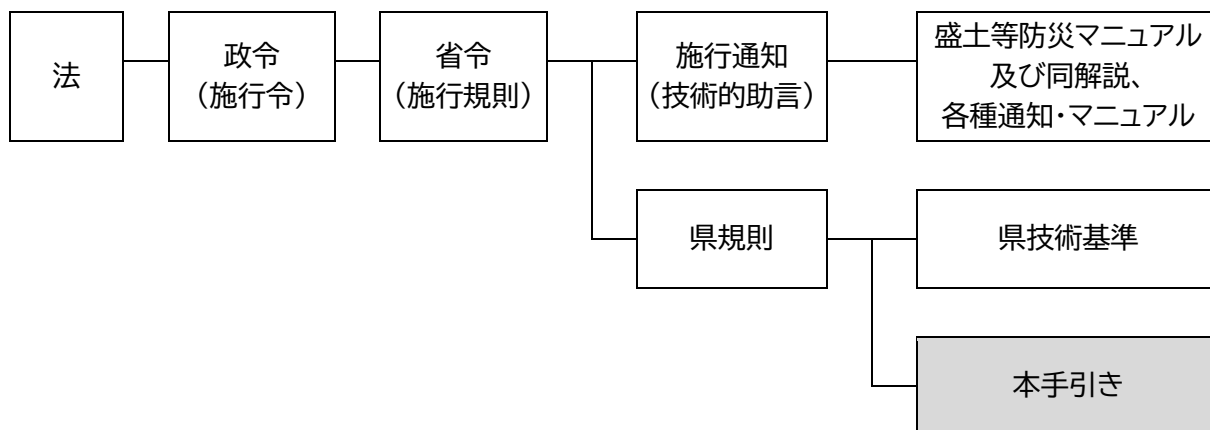 法
政令
（施行令）
省令
（施行規則）
施行通知
（技術的助言）
盛土等防災マニュアル
及び同解説、
各種通知・マニュアル
県規則
県技術基準
本手引き